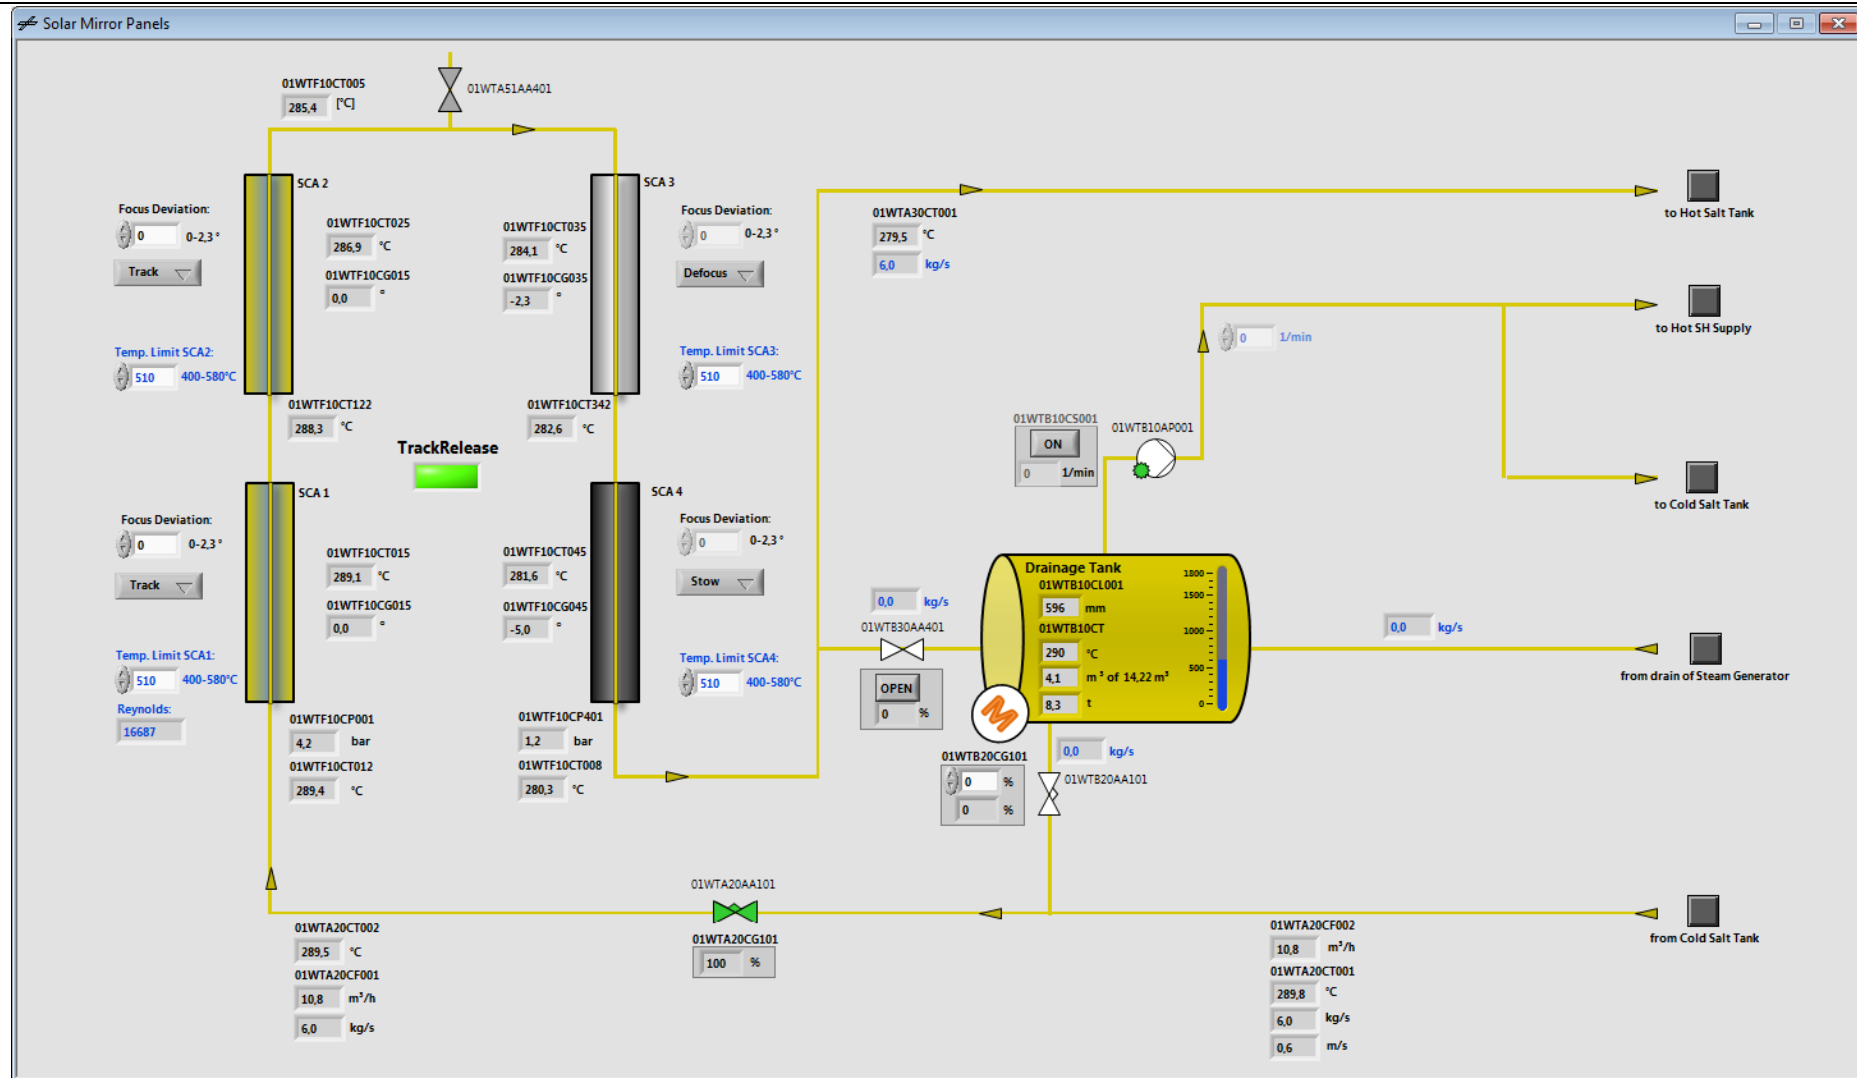 Solar Mirror Panels
01WTF10CT005
285,4 [°C]
01WTA51AA401
SCA 2
Focus Deviation:
0 0-2,3 °
Track
01WTF10CT025
286,9 °C
01WTF10CG015
0,0 °
Temp. Limit SCA2:
510 400-580°C
01WTF10CT122
288,3 °C
SCA 3
01WTF10CT035
284,1 °C
01WTF10CG035
-2,3 °
Focus Deviation:
0 0-2,3 °
Defocus
Temp. Limit SCA3:
510 400-580°C
01WTF10CT342
282,6 °C
TrackRelease
SCA 1
Focus Deviation:
0 0-2,3 °
Track
01WTF10CT015
289,1 °C
01WTF10CG015
0,0 °
Temp. Limit SCA1:
510 400-580°C
Reynolds:
16687
01WTF10CP001
4,2 bar
01WTF10CT012
289,4 °C
SCA 4
Focus Deviation:
0 0-2,3 °
Stow
01WTF10CT045
281,6 °C
01WTF10CG045
-5,0 °
Temp. Limit SCA4:
510 400-580°C
01WTF10CP401
1,2 bar
01WTF10CT008
280,3 °C
01WTA30CT001
279,5 °C
6,0 kg/s
to Hot Salt Tank
to Hot SH Supply
0 1/min
01WTB10CS001
ON
0 1/min
01WTB10AP001
to Cold Salt Tank
Drainage Tank
01WTB10CL001
596 mm
01WTB10CT
290 °C
4,1 m³ of 14,22 m³
8,3 t
1800
1500
1000
500
0
M
0,0 kg/s
01WTB30AA401
OPEN
0 %
0,0 kg/s
from drain of Steam Generator
0,0 kg/s
01WTB20CG101
0 %
0 %
01WTB20AA101
01WTA20AA101
01WTA20CG101
100 %
01WTA20CT002
289,5 °C
01WTA20CF001
10,8 m³/h
6,0 kg/s
01WTA20CF002
10,8 m³/h
01WTA20CT001
289,8 °C
6,0 kg/s
0,6 m/s
from Cold Salt Tank